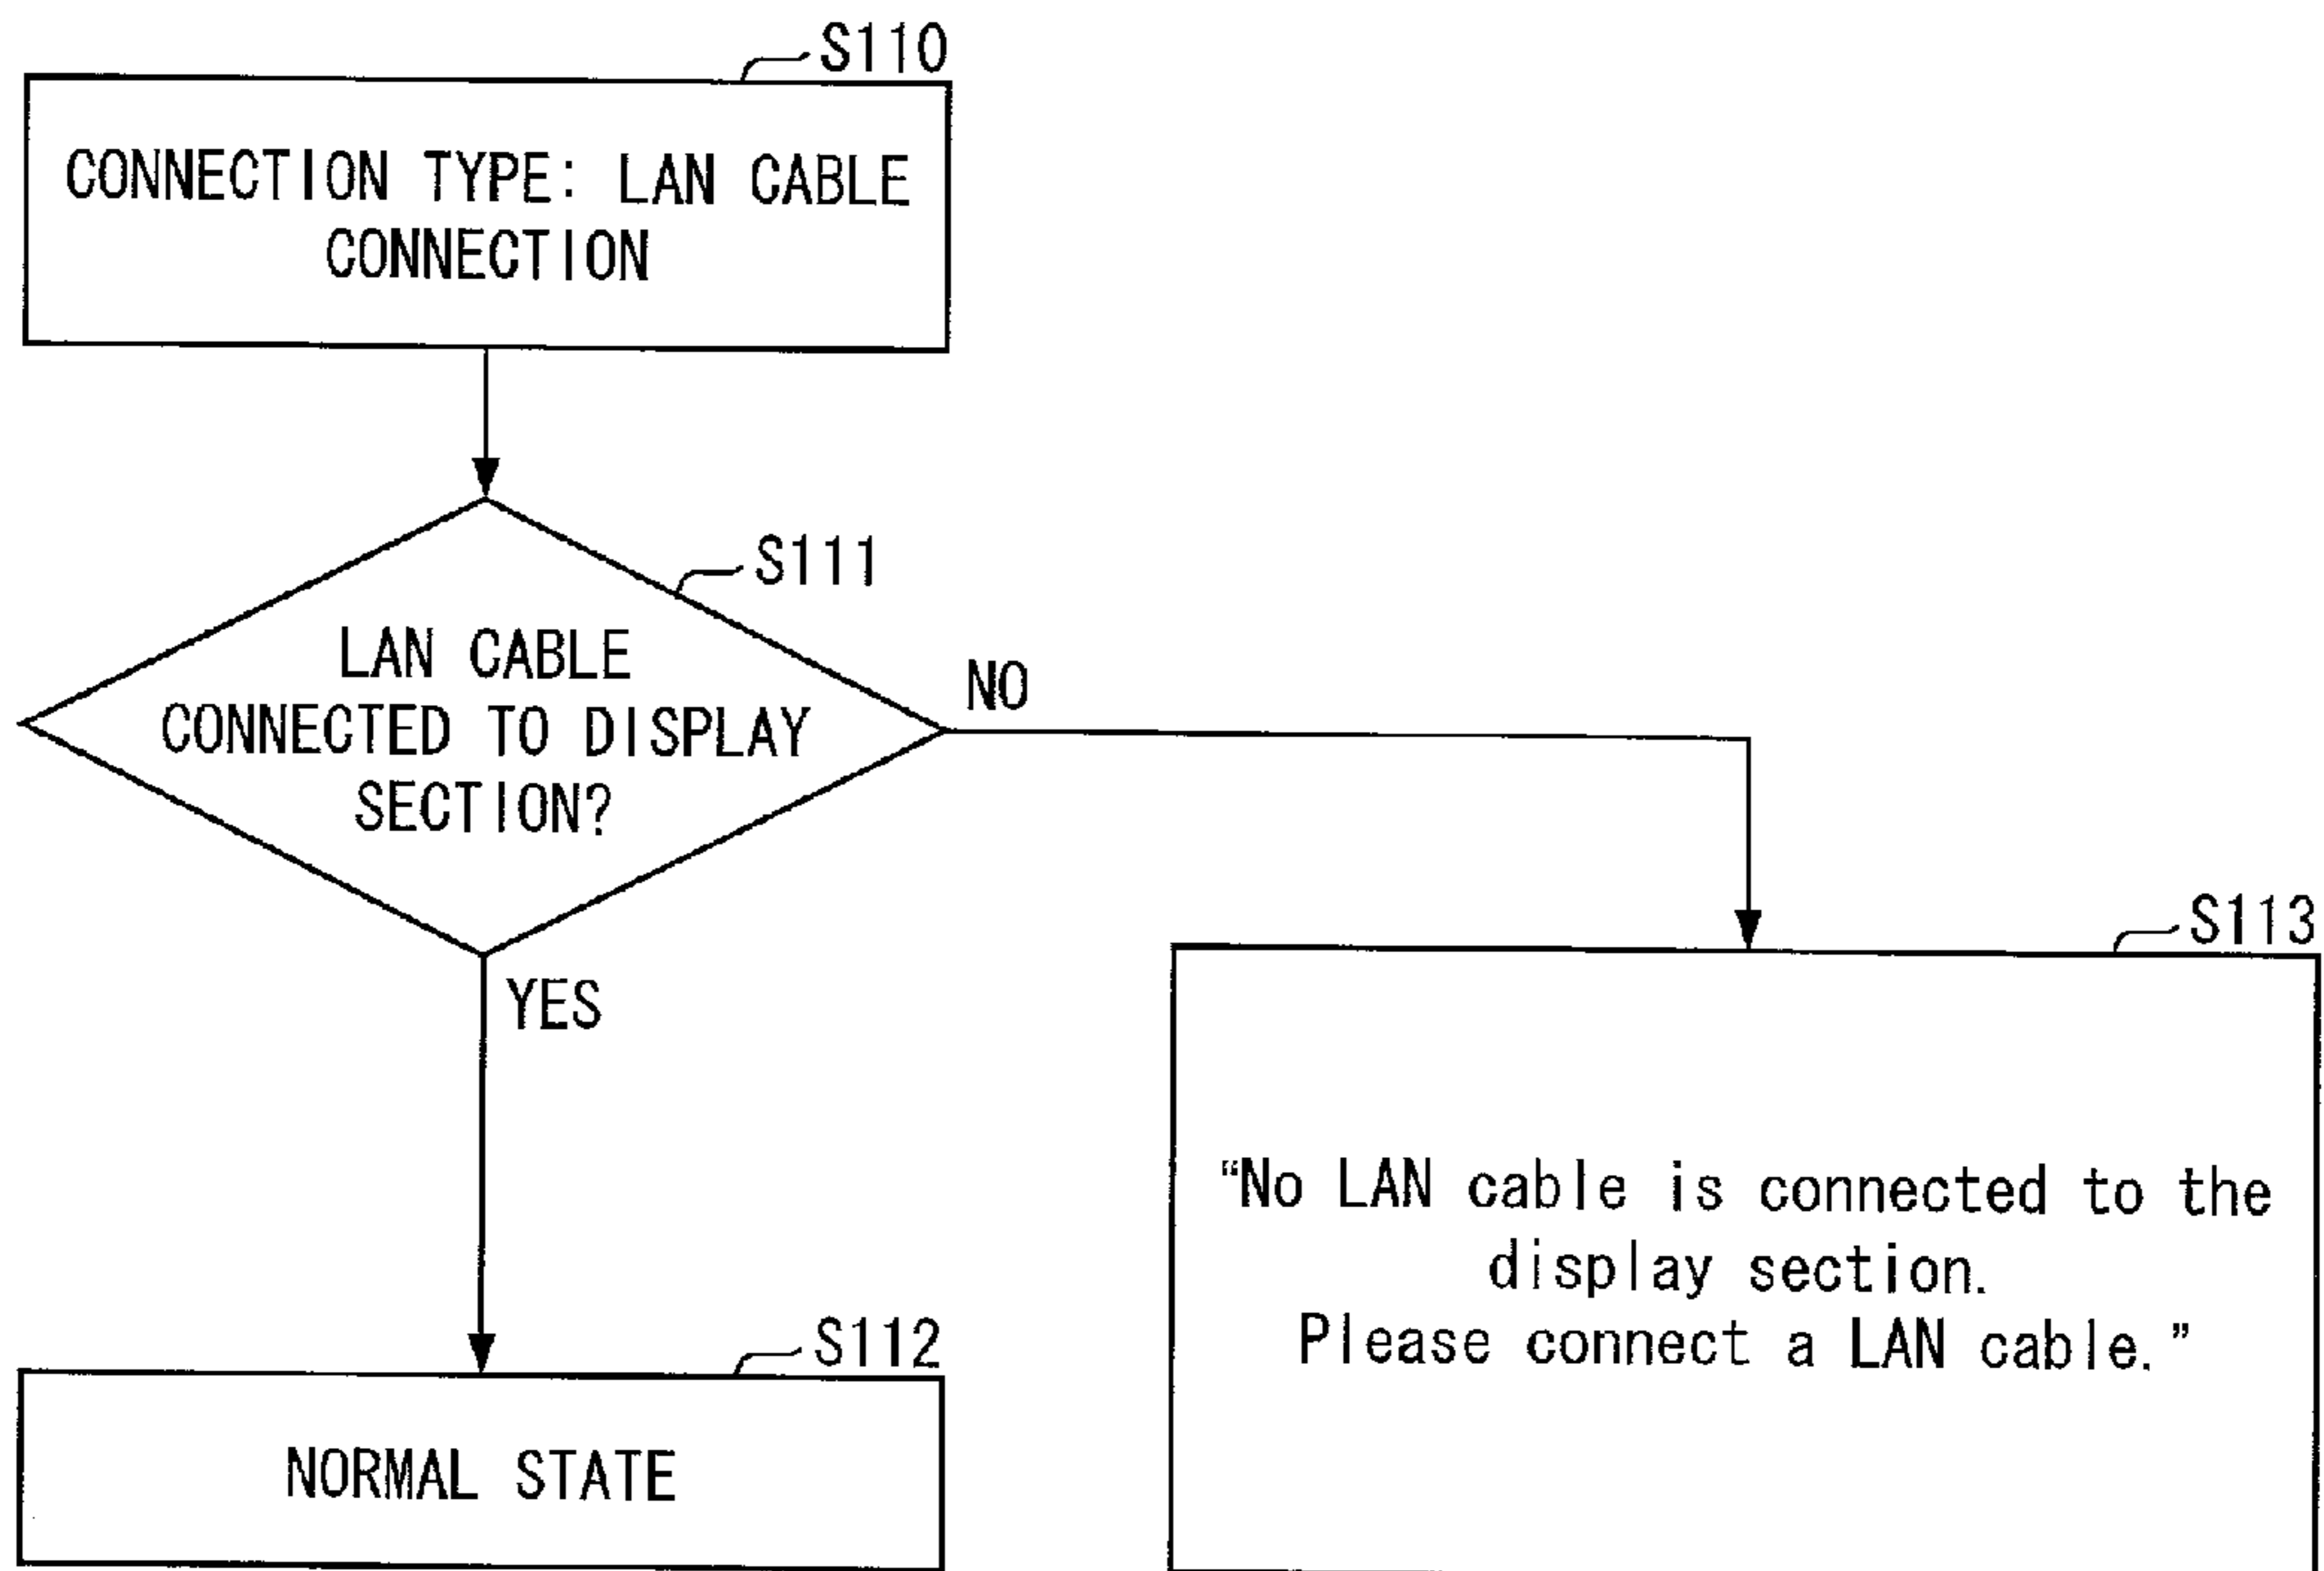 S110
CONNECTION TYPE: LAN CABLE
CONNECTION
S111
LAN CABLE
CONNECTED TO DISPLAY
SECTION?
NO
YES
S113
“No LAN cable is connected to the
display section.
Please connect a LAN cable.”
S112
NORMAL STATE